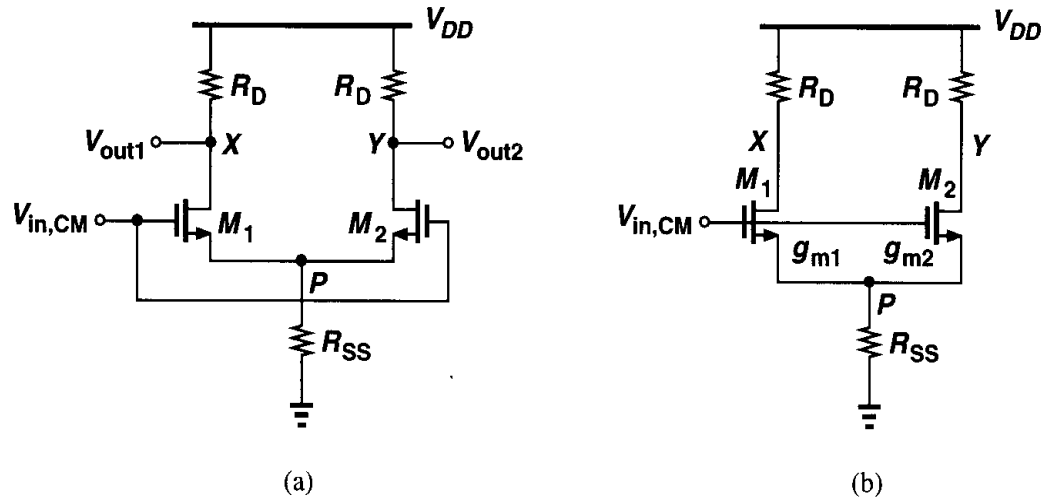 V_DD V_DD
R_D R_D R_D R_D
V_out1 X Y V_out2 X Y
M_1 M_2
V_in,CM M_1 M_2 V_in,CM
g_m1 g_m2
P P
R_SS R_SS
(a) (b)